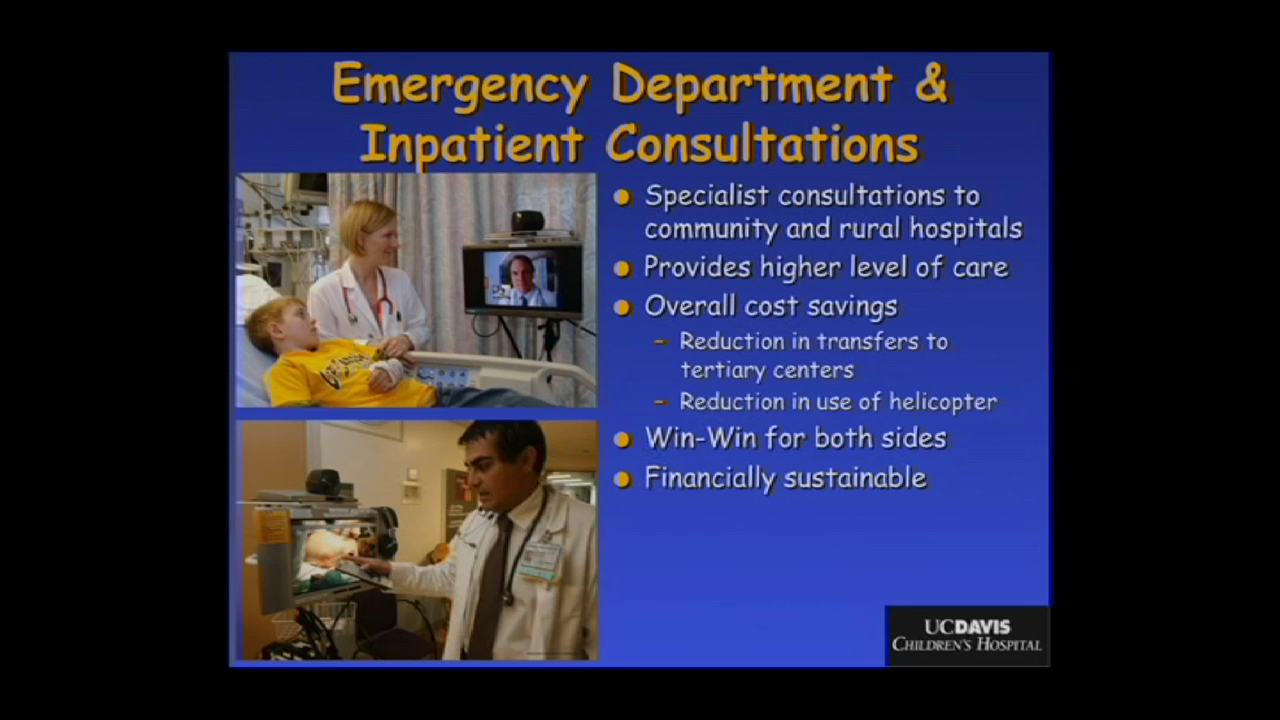 Emergency Department &
Inpatient Consultations
Specialist consultations to
community and rural hospitals
Provides higher level of care
Overall cost savings
– Reduction in transfers to
tertiary centers
– Reduction in use of helicopter
Win-Win for both sides
Financially sustainable
UCDAVIS
CHILDREN'S HOSPITAL